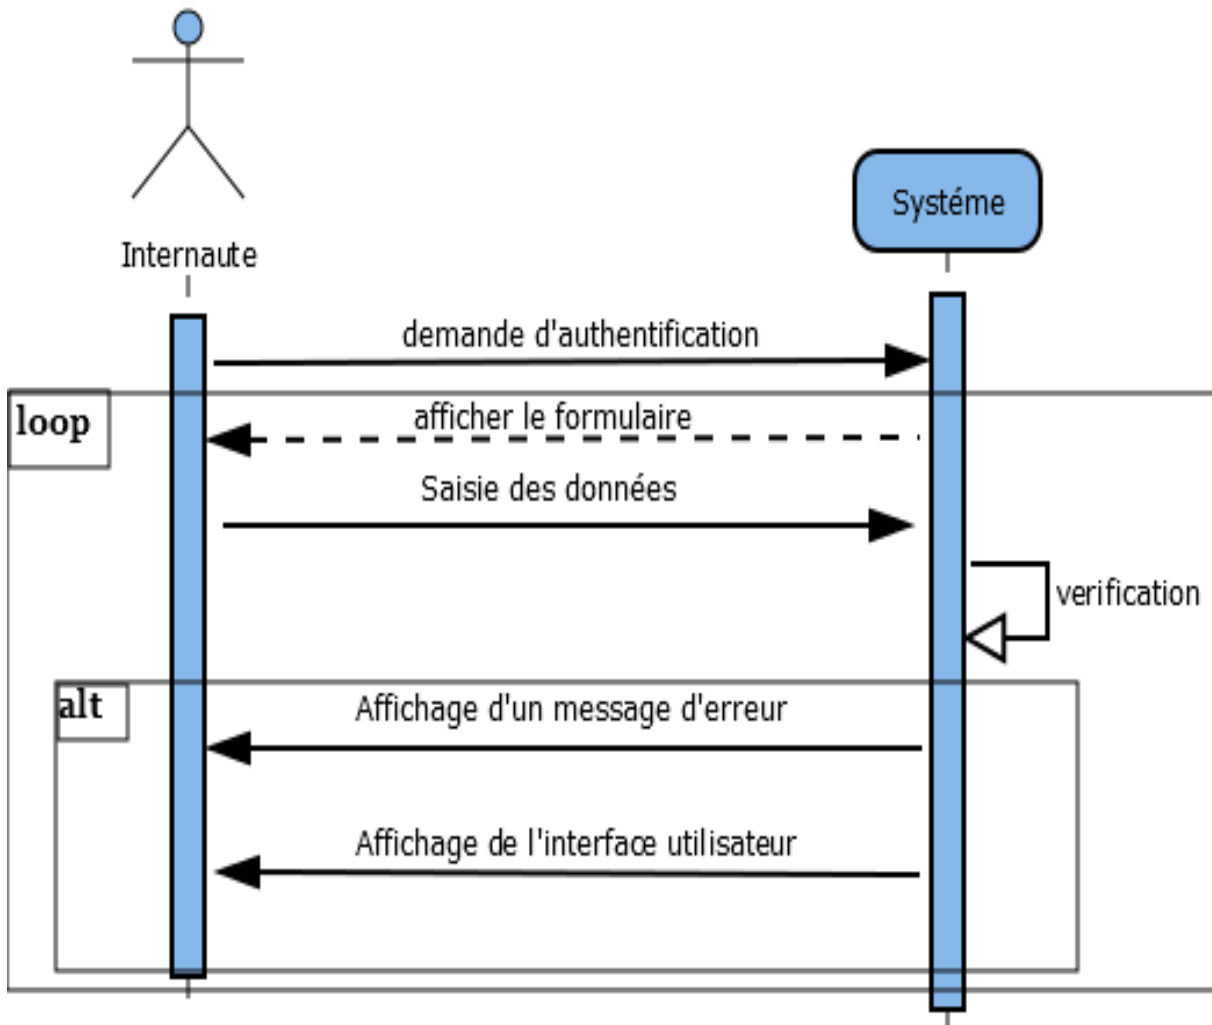 Systéme
Internaute
demande d'authentification
loop
afficher le formulaire
Saisie des données
verification
alt
Affichage d'un message d'erreur
Affichage de l'interface utilisateur